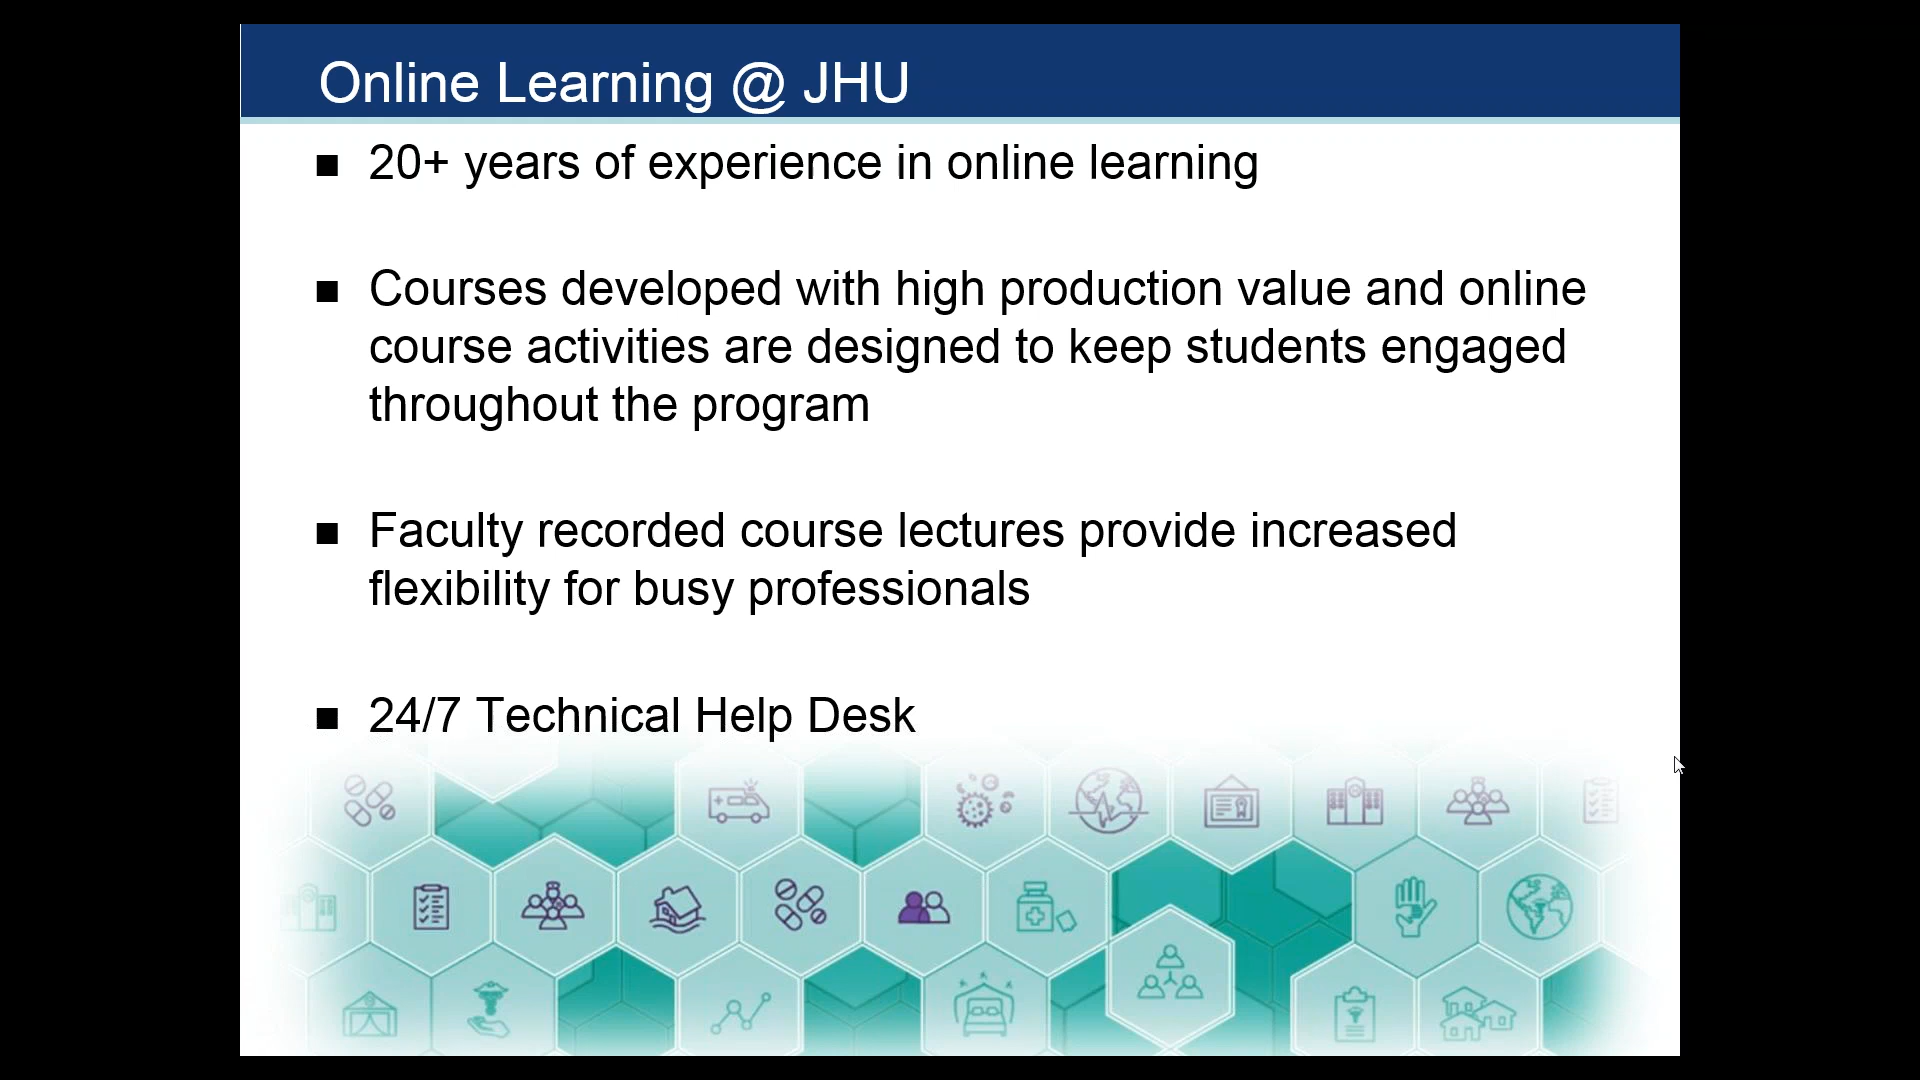 Online Learning @ JHU
■ 20+ years of experience in online learning
■ Courses developed with high production value and online
course activities are designed to keep students engaged
throughout the program
■ Faculty recorded course lectures provide increased
flexibility for busy professionals
■ 24/7 Technical Help Desk